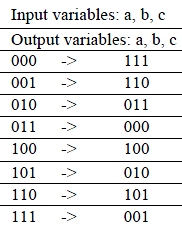 Input variables: a, b, c
Output variables: a, b, c
000 -> 111
001 -> 110
010 -> 011
011 -> 000
100 -> 100
101 -> 010
110 -> 101
111 -> 001